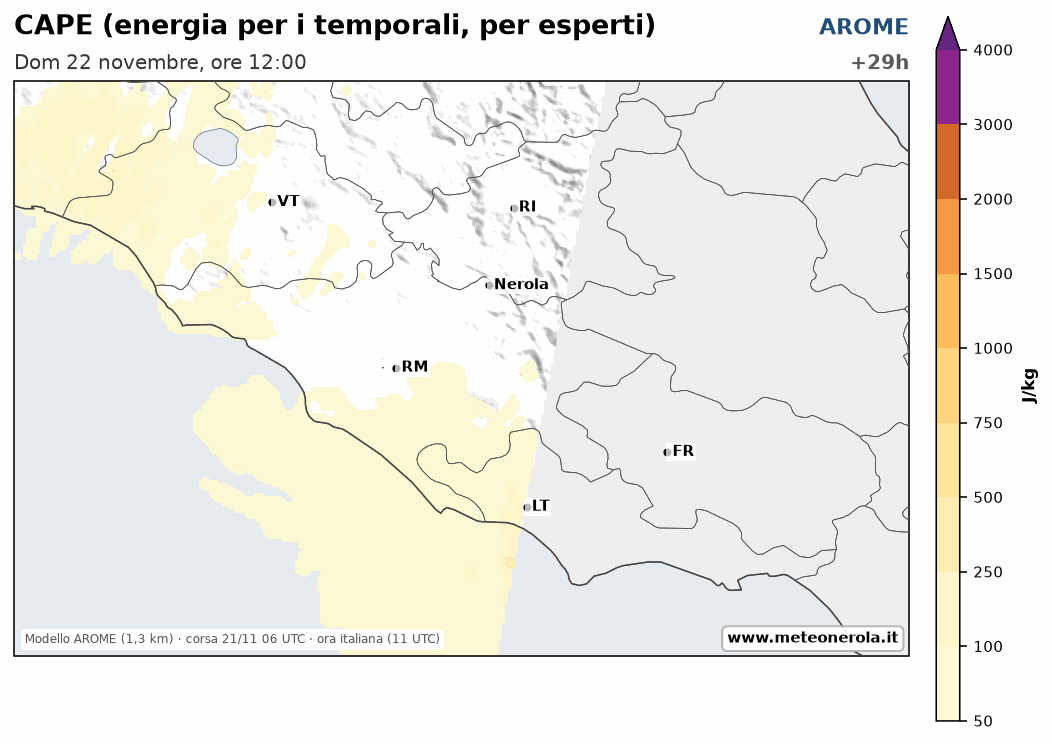 CAPE (energia per i temporali, per esperti)
AROME
Dom 22 novembre, ore 12:00
+29h
VT
RI
Nerola
RM
FR
LT
Modello AROME (1,3 km) · corsa 21/11 06 UTC · ora italiana (11 UTC)
www.meteonerola.it
4000
3000
2000
1500
1000
750
500
250
100
50
J/kg